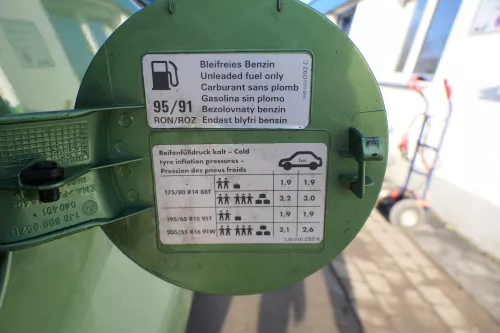 Bleifreies Benzin
Unleaded fuel only
Carburant sans plomb
Gasolina sin plomo
95/91 Bezolovnaty benzin
RON/ROZ Endast blyfri bensin
Reifenfülldruck kalt - Cold
tyre inflation pressures -
Pression des pneus froids
bar
175/80 R14 88T 1,9 1,9
2,2 3,0
195/65 R15 91T 1,9 1,9
205/55 R16 91W 2,1 2,6